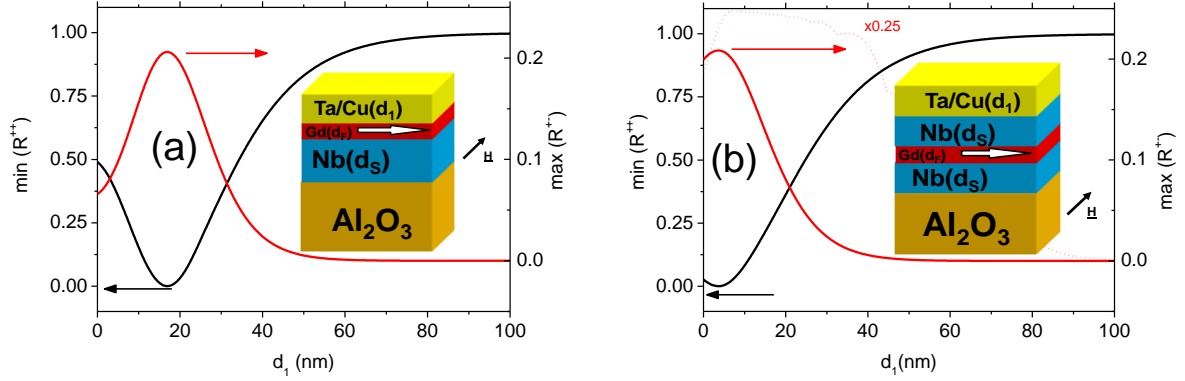 1.00
0.75
0.50
0.25
0.00
min (R⁺⁺)
0 20 40 60 80 100
d₁ (nm)
0.2
0.1
0.0
max (R⁺⁻)
(a)
Ta/Cu(d₁)
Gd(d_F)
Nb(d_S)
Al₂O₃
H
1.00
0.75
0.50
0.25
0.00
min (R⁺⁺)
0 20 40 60 80 100
d₁(nm)
0.2
0.1
0.0
max (R⁺⁻)
x0.25
(b)
Ta/Cu(d₁)
Nb(d_S)
Gd(d_F)
Nb(d_S)
Al₂O₃
H